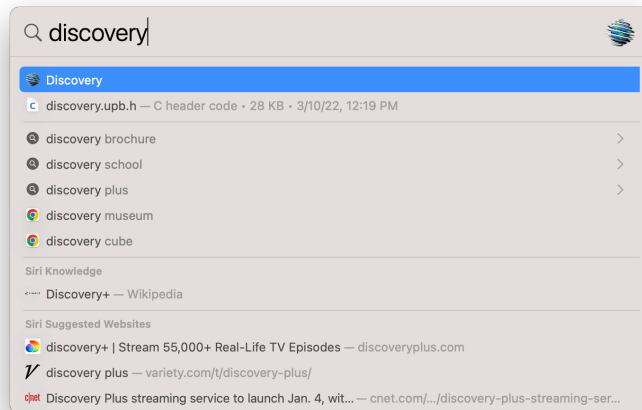 discovery
Discovery
discovery.upb.h — C header code • 28 KB • 3/10/22, 12:19 PM
discovery brochure
discovery school
discovery plus
discovery museum
discovery cube
Siri Knowledge
Discovery+ — Wikipedia
Siri Suggested Websites
discovery+ | Stream 55,000+ Real-Life TV Episodes — discoveryplus.com
discovery plus — variety.com/t/discovery-plus/
c|net Discovery Plus streaming service to launch Jan. 4, wit... — cnet.com/.../discovery-plus-streaming-ser...